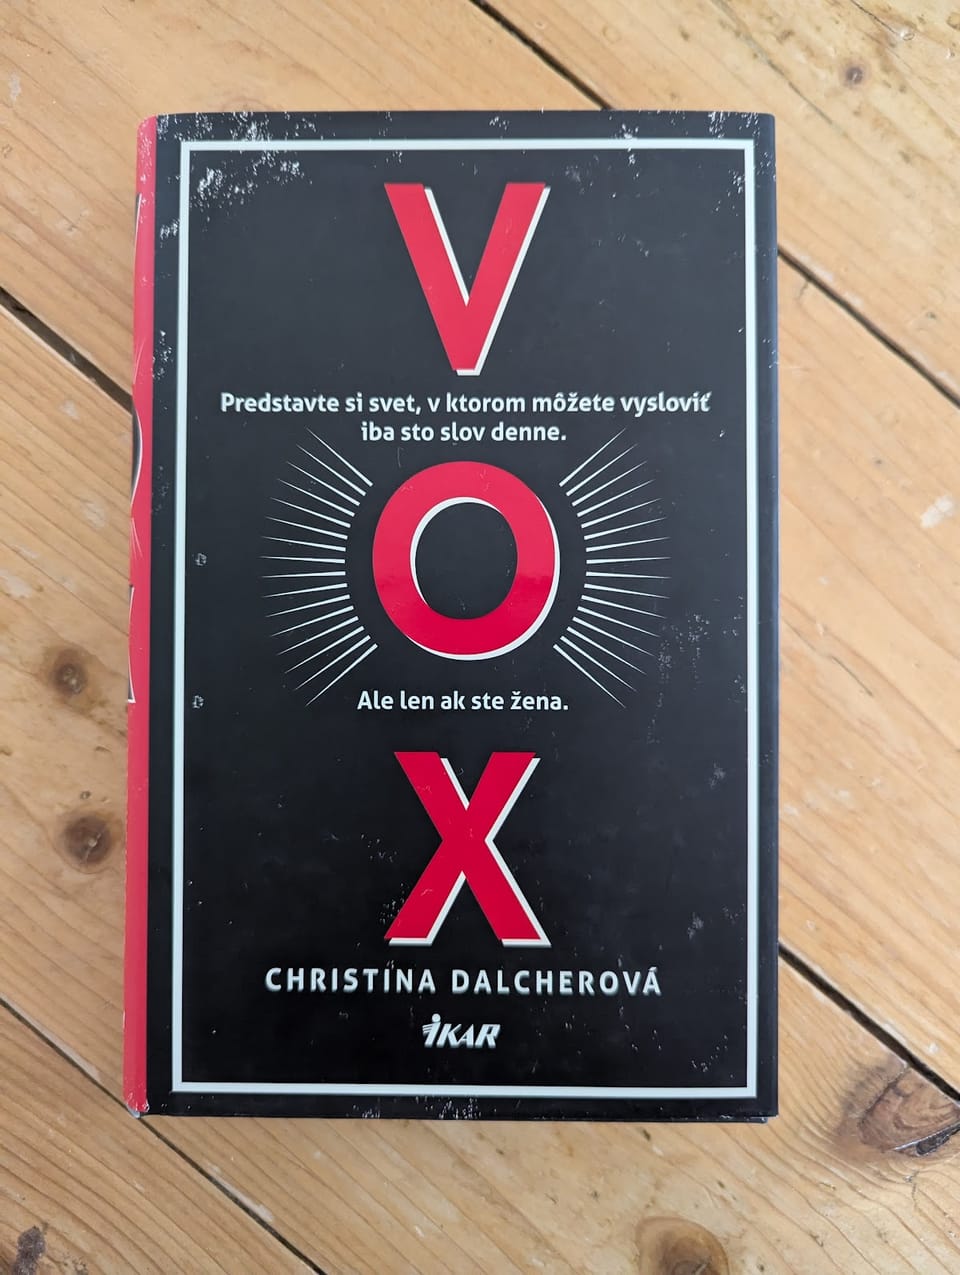 V
Predstavte si svet, v ktorom môžete vysloviť
iba sto slov denne.
O
Ale len ak ste žena.
X
CHRISTINA DALCHEROVÁ
IKAR